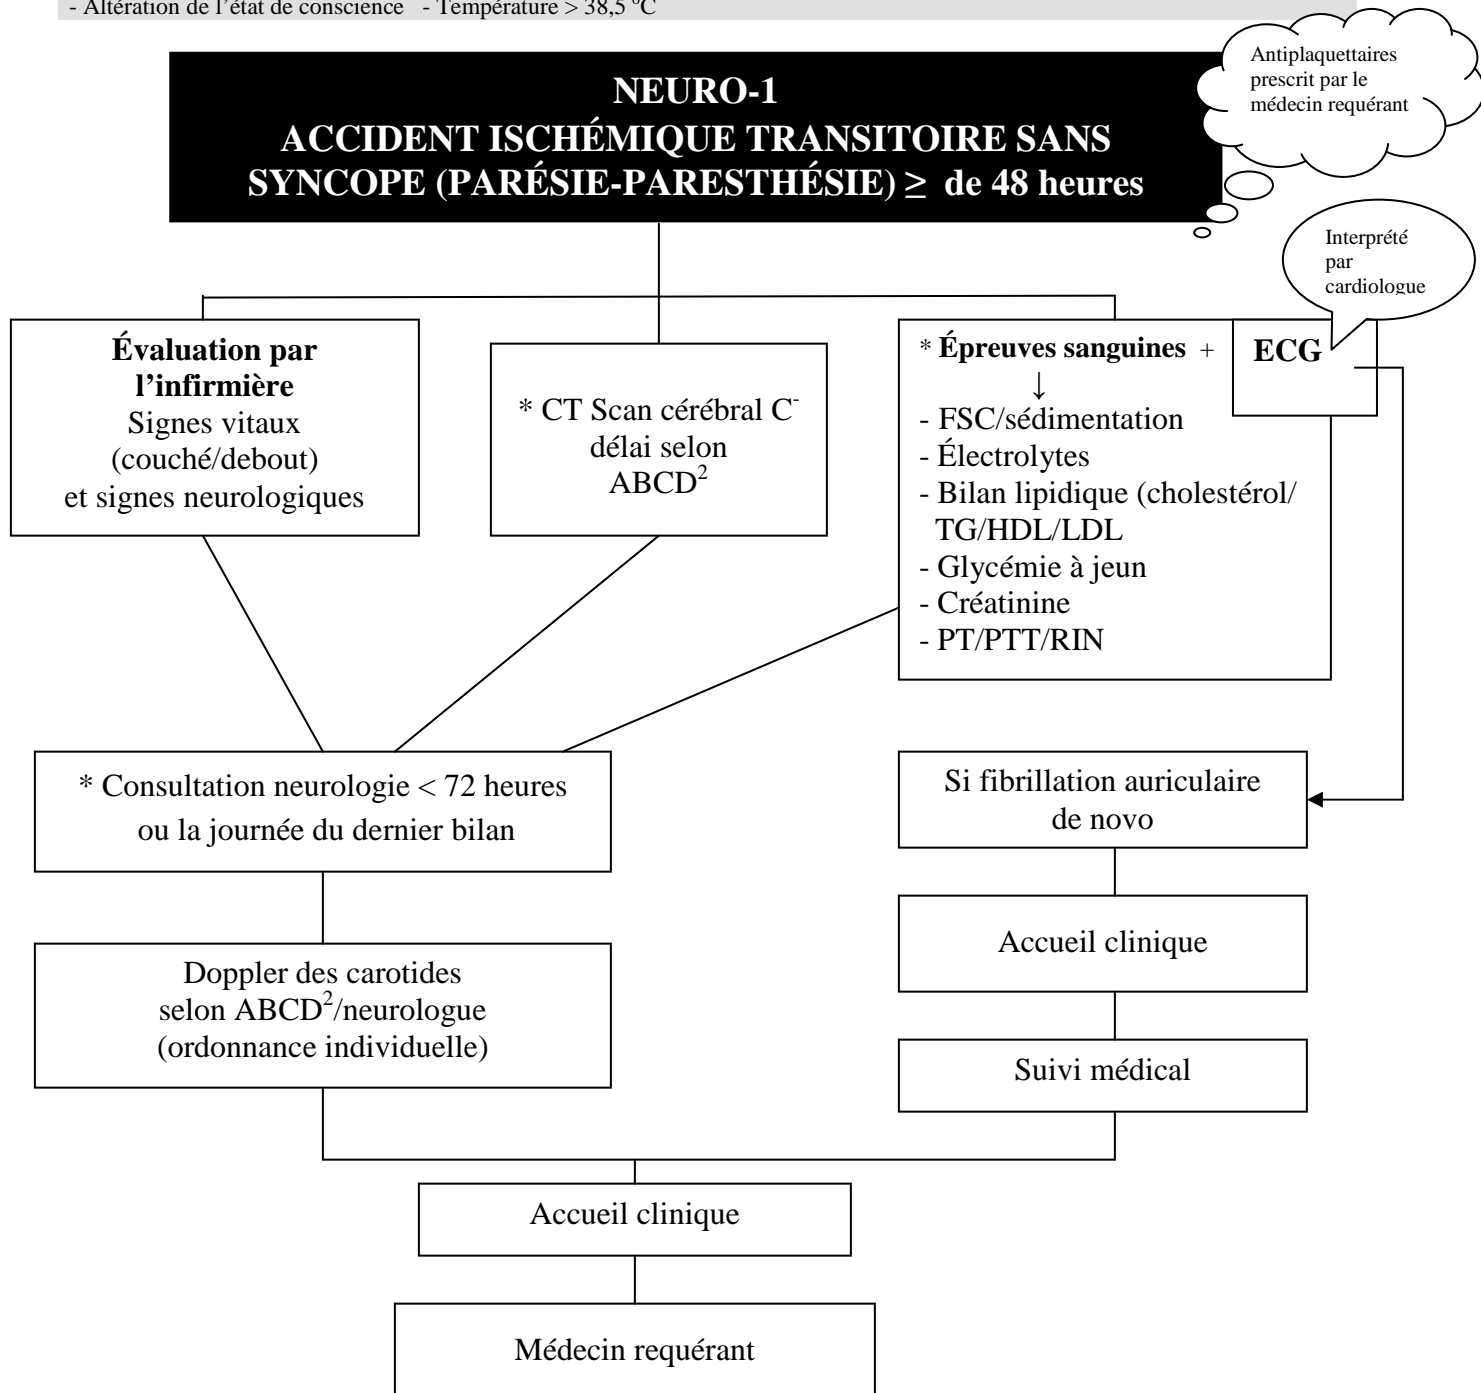 - Altération de l'état de conscience - Température > 38,5 °C
Antiplaquettaires
prescrit par le
médecin requérant
NEURO-1
ACCIDENT ISCHÉMIQUE TRANSITOIRE SANS
SYNCOPE (PARÉSIE-PARESTHÉSIE) ≥ de 48 heures
Interprété
par
cardiologue
Évaluation par
l'infirmière
Signes vitaux
(couché/debout)
et signes neurologiques
* CT Scan cérébral C⁻
délai selon
ABCD²
* Épreuves sanguines +
↓
- FSC/sédimentation
- Électrolytes
- Bilan lipidique (cholestérol/
TG/HDL/LDL
- Glycémie à jeun
- Créatinine
- PT/PTT/RIN
ECG
* Consultation neurologie < 72 heures
ou la journée du dernier bilan
Si fibrillation auriculaire
de novo
Doppler des carotides
selon ABCD²/neurologue
(ordonnance individuelle)
Accueil clinique
Suivi médical
Accueil clinique
Médecin requérant